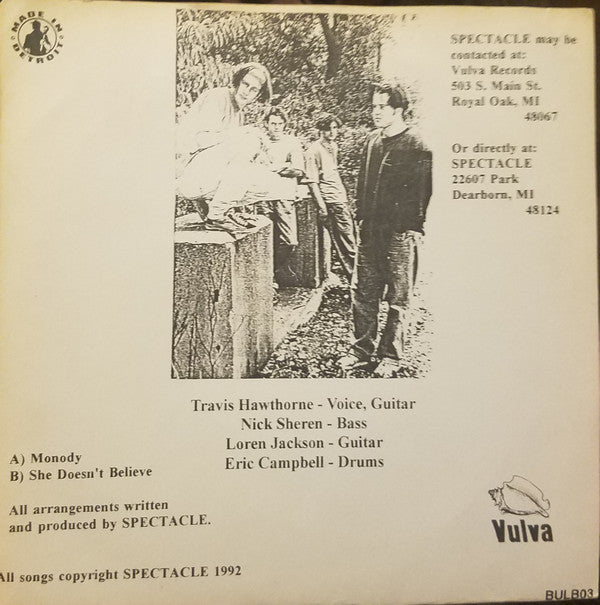 MADE IN
DETROIT
SPECTACLE may be
contacted at:
Vulva Records
503 S. Main St.
Royal Oak, MI
48067
Or directly at:
SPECTACLE
22607 Park
Dearborn, MI
48124
Travis Hawthorne - Voice, Guitar
Nick Sheren - Bass
Loren Jackson - Guitar
Eric Campbell - Drums
A) Monody
B) She Doesn't Believe
All arrangements written
and produced by SPECTACLE.
All songs copyright SPECTACLE 1992
Vulva
BULB03